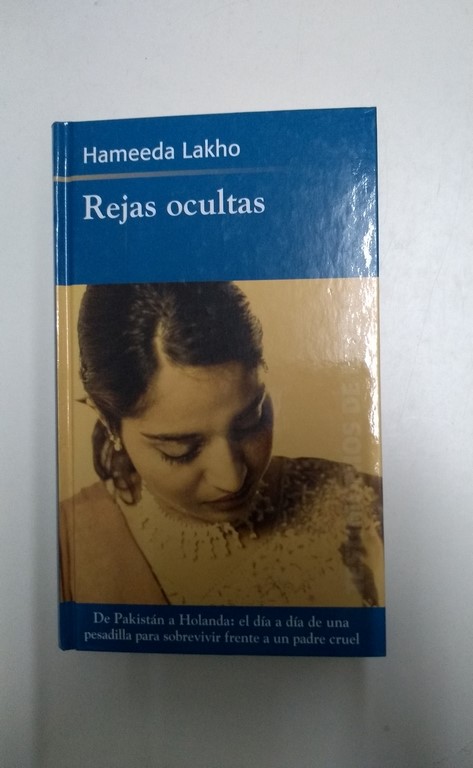 Hameeda Lakho
Rejas ocultas
De Pakistán a Holanda: el día a día de una
pesadilla para sobrevivir frente a un padre cruel